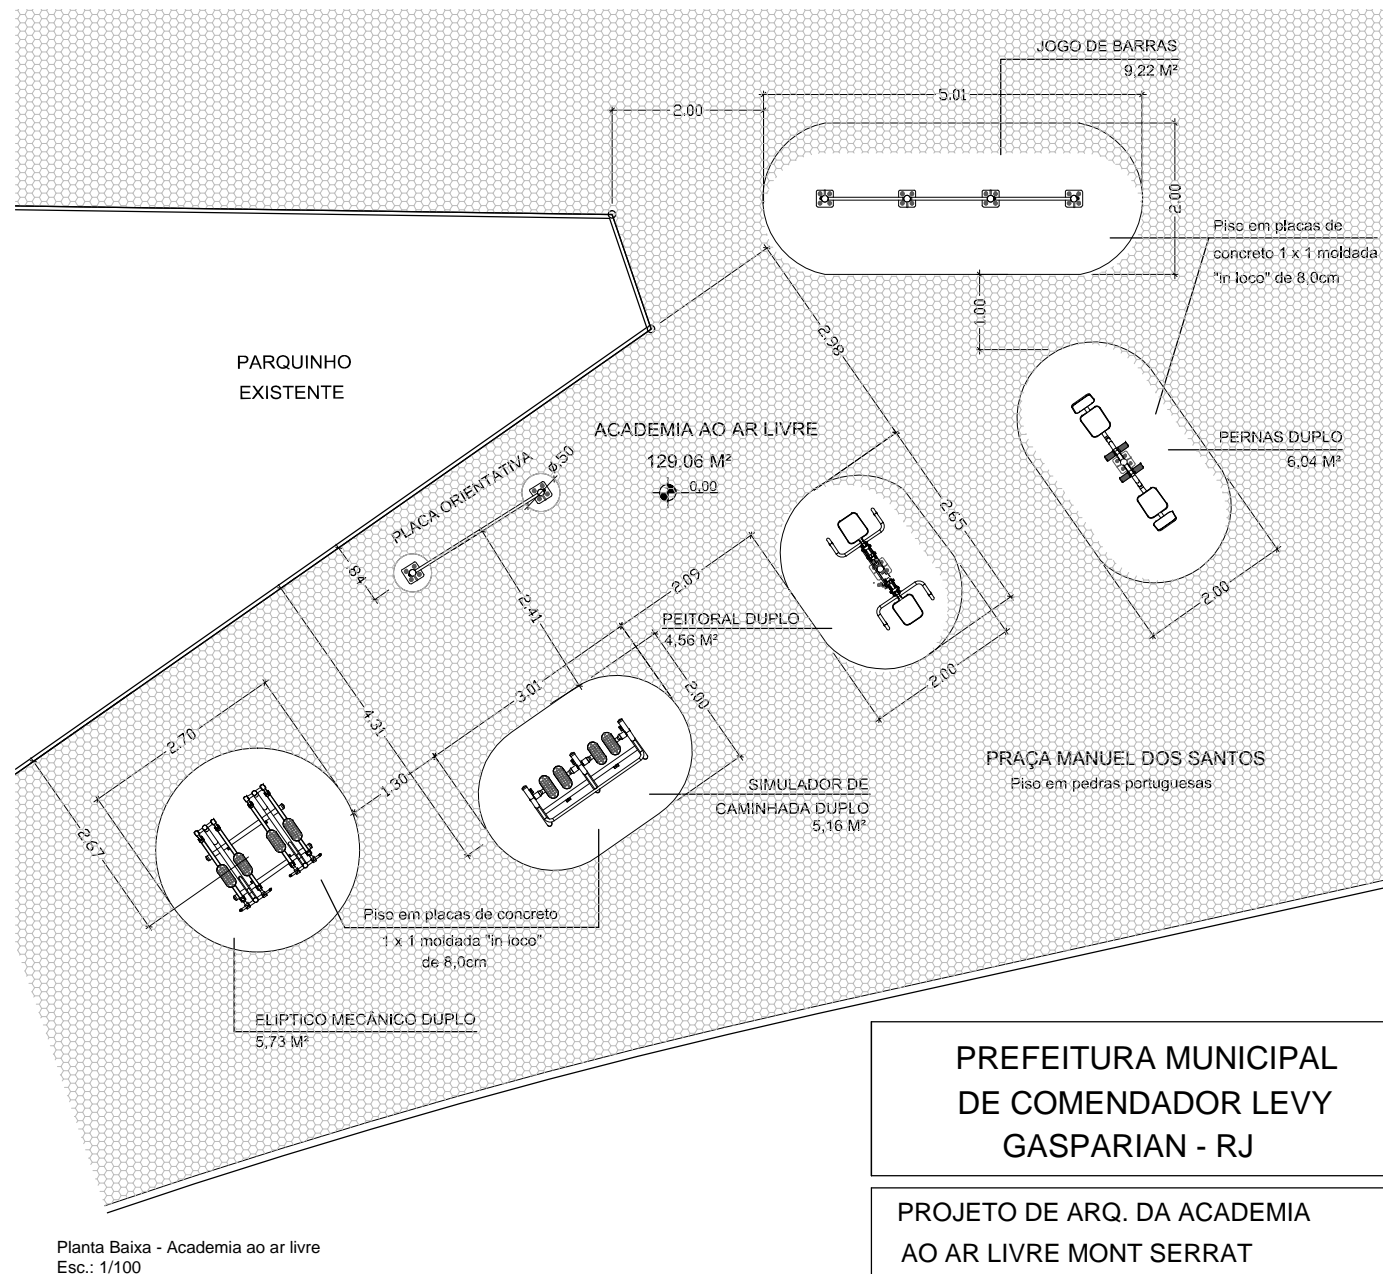 JOGO DE BARRAS
9,22 M²
5.01
2.00
2.00
Piso em placas de
concreto 1 x 1 moldada
"in loco" de 8,0cm
1.00
2.98
PARQUINHO
EXISTENTE
ACADEMIA AO AR LIVRE
129.06 M²
0,00
PLACA ORIENTATIVA
ø.50
PERNAS DUPLO
6,04 M²
2.65
.84
2.41
2.09
2.00
PEITORAL DUPLO
4,56 M²
2.00
3.01
2.00
4.31
2.70
1.30
2.67
PRAÇA MANUEL DOS SANTOS
Piso em pedras portuguesas
SIMULADOR DE
CAMINHADA DUPLO
5,16 M²
Piso em placas de concreto
1 x 1 moldada "in loco"
de 8,0cm
ELIPTICO MECÂNICO DUPLO
5,73 M²
PREFEITURA MUNICIPAL
DE COMENDADOR LEVY
GASPARIAN - RJ
PROJETO DE ARQ. DA ACADEMIA
AO AR LIVRE MONT SERRAT
Planta Baixa - Academia ao ar livre
Esc.: 1/100